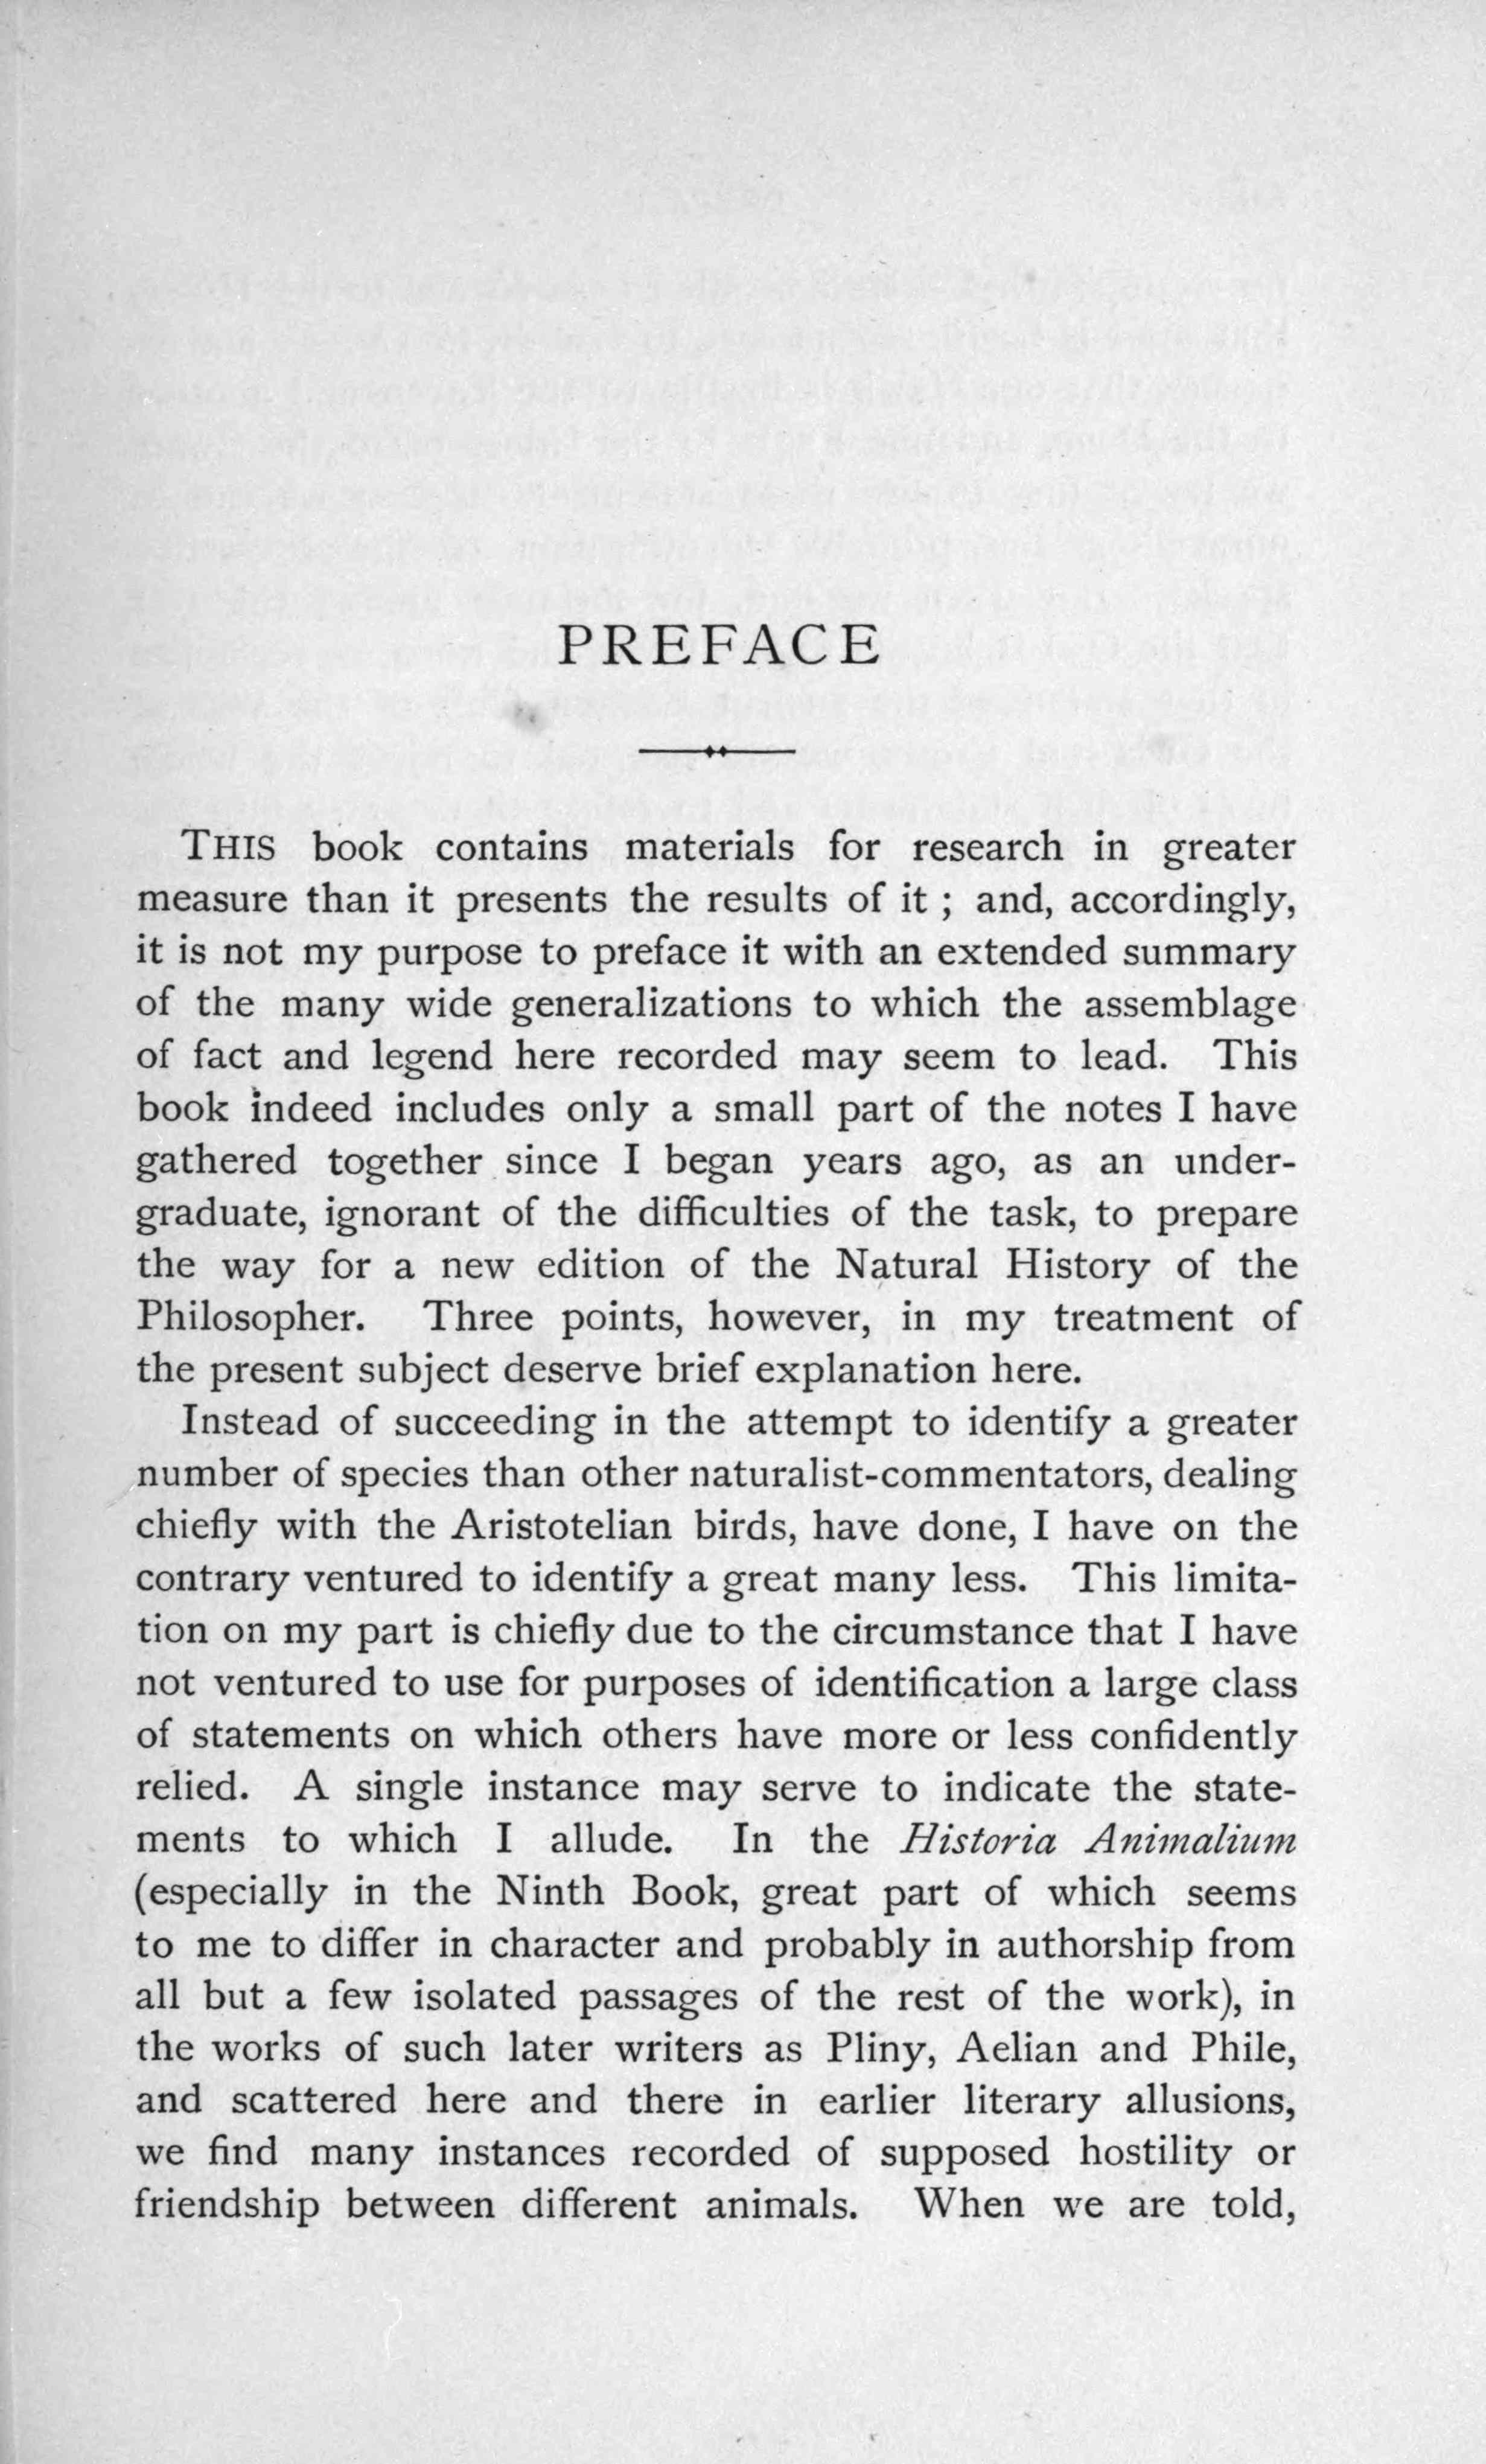 PREFACE
THIS book contains materials for research in greater
measure than it presents the results of it ; and, accordingly,
it is not my purpose to preface it with an extended summary
of the many wide generalizations to which the assemblage
of fact and legend here recorded may seem to lead. This
book indeed includes only a small part of the notes I have
gathered together since I began years ago, as an under-
graduate, ignorant of the difficulties of the task, to prepare
the way for a new edition of the Natural History of the
Philosopher. Three points, however, in my treatment of
the present subject deserve brief explanation here.
Instead of succeeding in the attempt to identify a greater
number of species than other naturalist-commentators, dealing
chiefly with the Aristotelian birds, have done, I have on the
contrary ventured to identify a great many less. This limita-
tion on my part is chiefly due to the circumstance that I have
not ventured to use for purposes of identification a large class
of statements on which others have more or less confidently
relied. A single instance may serve to indicate the state-
ments to which I allude. In the Historia Animalium
(especially in the Ninth Book, great part of which seems
to me to differ in character and probably in authorship from
all but a few isolated passages of the rest of the work), in
the works of such later writers as Pliny, Aelian and Phile,
and scattered here and there in earlier literary allusions,
we find many instances recorded of supposed hostility or
friendship between different animals. When we are told,